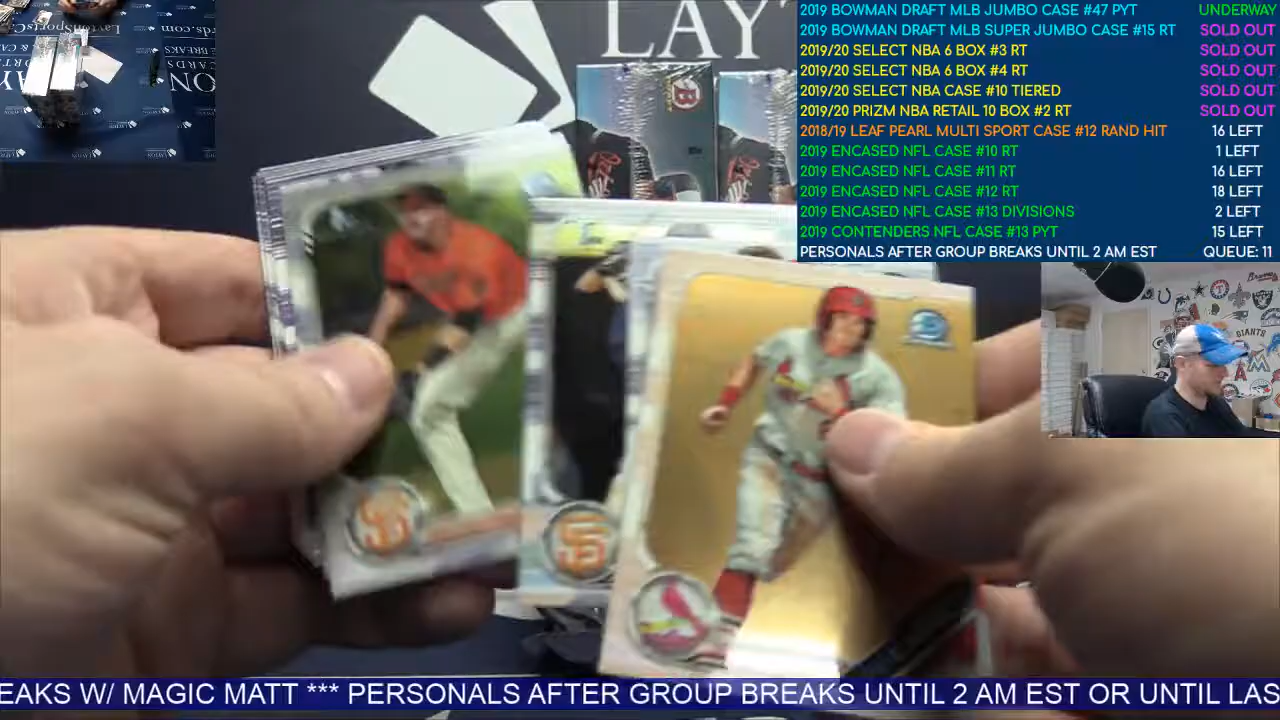 2019 BOWMAN DRAFT MLB JUMBO CASE #47 PYT UNDERWAY
2019 BOWMAN DRAFT MLB SUPER JUMBO CASE #15 RT SOLD OUT
2019/20 SELECT NBA 6 BOX #3 RT SOLD OUT
2019/20 SELECT NBA 6 BOX #4 RT SOLD OUT
2019/20 SELECT NBA CASE #10 TIERED SOLD OUT
2019/20 PRIZM NBA RETAIL 10 BOX #2 RT SOLD OUT
2018/19 LEAF PEARL MULTI SPORT CASE #12 RAND HIT 16 LEFT
2019 ENCASED NFL CASE #10 RT 1 LEFT
2019 ENCASED NFL CASE #11 RT 16 LEFT
2019 ENCASED NFL CASE #12 RT 18 LEFT
2019 ENCASED NFL CASE #13 DIVISIONS 2 LEFT
2019 CONTENDERS NFL CASE #13 PYT 15 LEFT
PERSONALS AFTER GROUP BREAKS UNTIL 2 AM EST QUEUE: 11
LAYT
GIANTS
SF
SF
EAKS W/ MAGIC MATT *** PERSONALS AFTER GROUP BREAKS UNTIL 2 AM EST OR UNTIL LAS